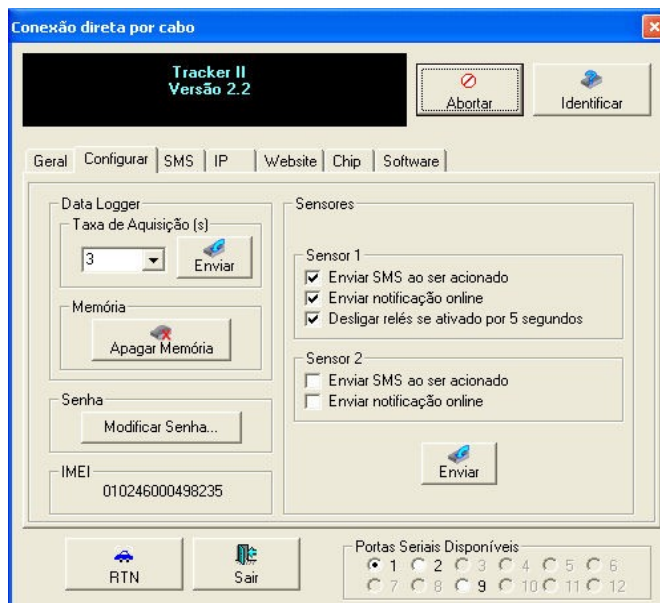 Conexão direta por cabo
Tracker II
Versão 2.2
Abortar
Identificar
Geral Configurar SMS IP Website Chip Software
Data Logger
Taxa de Aquisição (s)
3
Enviar
Memória
Apagar Memória
Senha
Modificar Senha...
IMEI
010246000498235
Sensores
Sensor 1
Enviar SMS ao ser acionado
Enviar notificação online
Desligar relés se ativado por 5 segundos
Sensor 2
Enviar SMS ao ser acionado
Enviar notificação online
Enviar
RTN
Sair
Portas Seriais Disponíveis
1 2 3 4 5 6
7 8 9 10 11 12